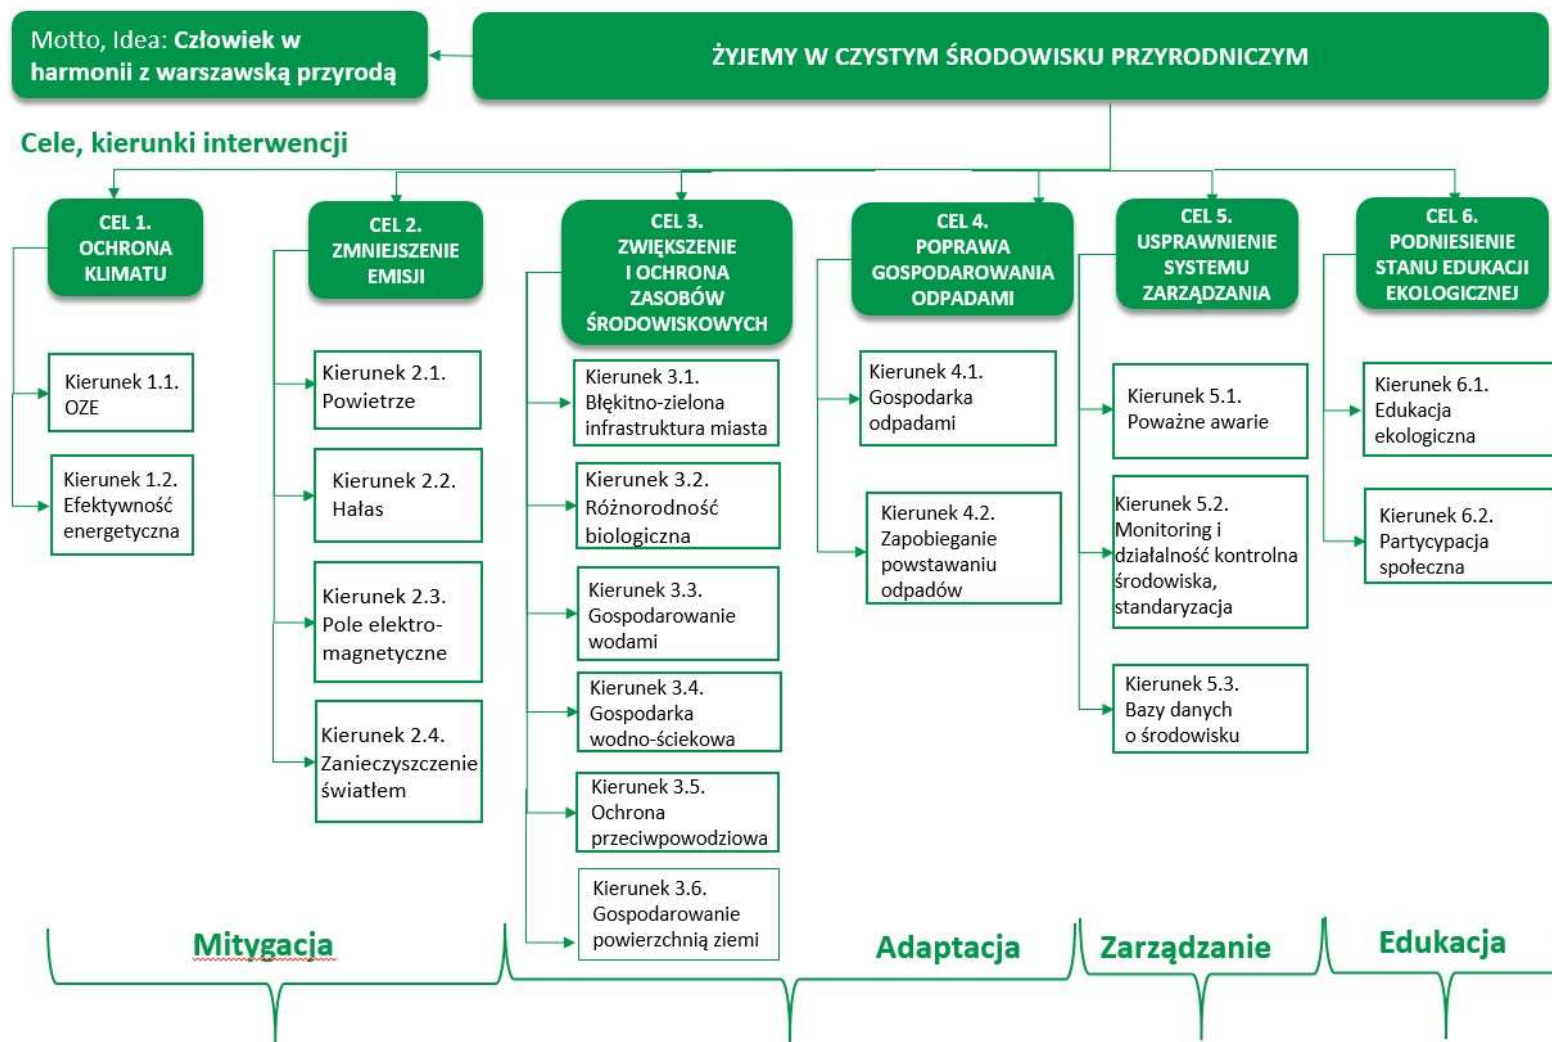 Motto, Idea: Człowiek w
harmonii z warszawską przyrodą
ŻYJEMY W CZYSTYM ŚRODOWISKU PRZYRODNICZYM
Cele, kierunki interwencji
CEL 1.
OCHRONA
KLIMATU
Kierunek 1.1.
OZE
Kierunek 1.2.
Efektywność
energetyczna
CEL 2.
ZMNIEJSZENIE
EMISJI
Kierunek 2.1.
Powietrze
Kierunek 2.2.
Hałas
Kierunek 2.3.
Pole elektro-
magnetyczne
Kierunek 2.4.
Zanieczyszczenie
światłem
CEL 3.
ZWIĘKSZENIE
I OCHRONA
ZASOBÓW
ŚRODOWISKOWYCH
Kierunek 3.1.
Błękitno-zielona
infrastruktura miasta
Kierunek 3.2.
Różnorodność
biologiczna
Kierunek 3.3.
Gospodarowanie
wodami
Kierunek 3.4.
Gospodarka
wodno-ściekowa
Kierunek 3.5.
Ochrona
przeciwpowodziowa
Kierunek 3.6.
Gospodarowanie
powierzchnią ziemi
CEL 4.
POPRAWA
GOSPODAROWANIA
ODPADAMI
Kierunek 4.1.
Gospodarka
odpadami
Kierunek 4.2.
Zapobieganie
powstawaniu
odpadów
CEL 5.
USPRAWNIENIE
SYSTEMU
ZARZĄDZANIA
Kierunek 5.1.
Poważne awarie
Kierunek 5.2.
Monitoring i
działalność kontrolna
środowiska,
standaryzacja
Kierunek 5.3.
Bazy danych
o środowisku
CEL 6.
PODNIESIENIE
STANU EDUKACJI
EKOLOGICZNEJ
Kierunek 6.1.
Edukacja
ekologiczna
Kierunek 6.2.
Partycypacja
społeczna
Mitygacja
Adaptacja
Zarządzanie
Edukacja